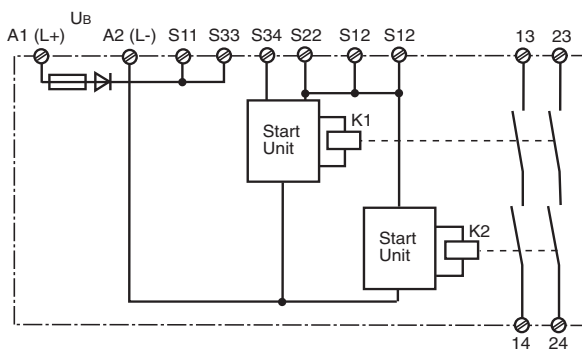 UB
A1 (L+) A2 (L-) S11 S33 S34 S22 S12 S12 13 23
K1
Start
Unit
K2
Start
Unit
14 24